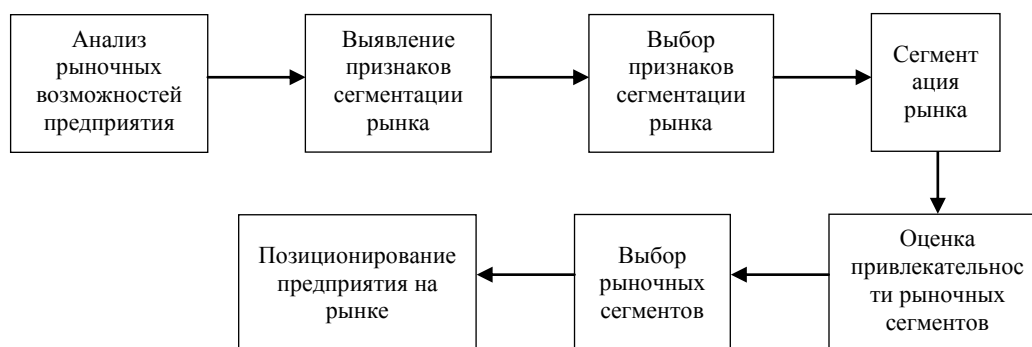 Анализ
рыночных
возможностей
предприятия
Выявление
признаков
сегментации
рынка
Выбор
признаков
сегментации
рынка
Сегмент
ация
рынка
Оценка
привлекательнос
ти рыночных
сегментов
Выбор
рыночных
сегментов
Позиционирование
предприятия на
рынке